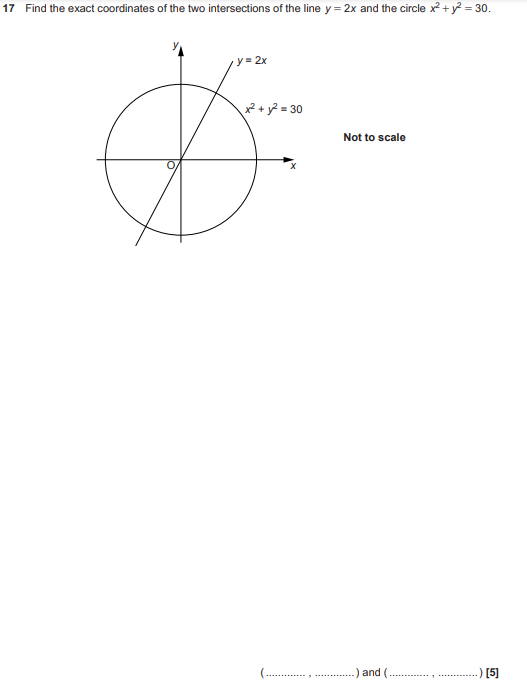 17 Find the exact coordinates of the two intersections of the line y = 2x and the circle x² + y² = 30.
y
y = 2x
x² + y² = 30
Not to scale
O
x
(............. , .............) and (............. , .............) [5]